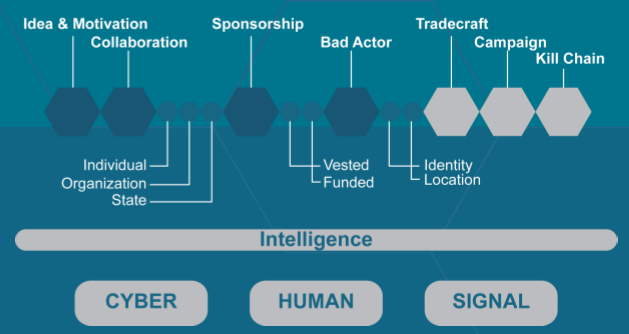 Idea & Motivation
Collaboration
Sponsorship
Bad Actor
Tradecraft
Campaign
Kill Chain
Individual
Organization
State
Vested
Funded
Identity
Location
Intelligence
CYBER
HUMAN
SIGNAL